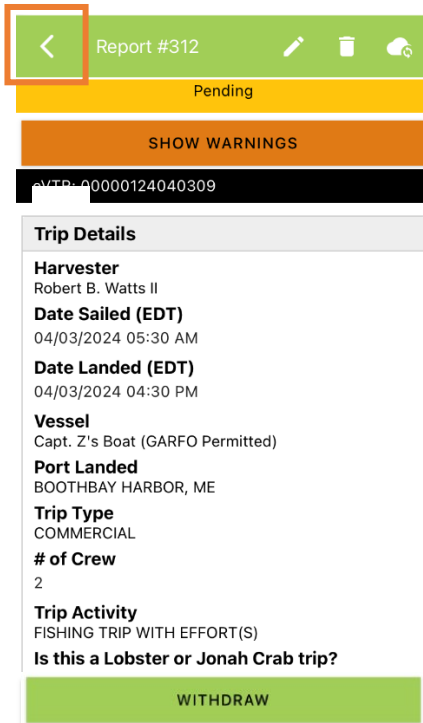 Report #312
Pending
SHOW WARNINGS
eVTR: 00000124040309
Trip Details
Harvester
Robert B. Watts II
Date Sailed (EDT)
04/03/2024 05:30 AM
Date Landed (EDT)
04/03/2024 04:30 PM
Vessel
Capt. Z's Boat (GARFO Permitted)
Port Landed
BOOTHBAY HARBOR, ME
Trip Type
COMMERCIAL
# of Crew
2
Trip Activity
FISHING TRIP WITH EFFORT(S)
Is this a Lobster or Jonah Crab trip?
WITHDRAW